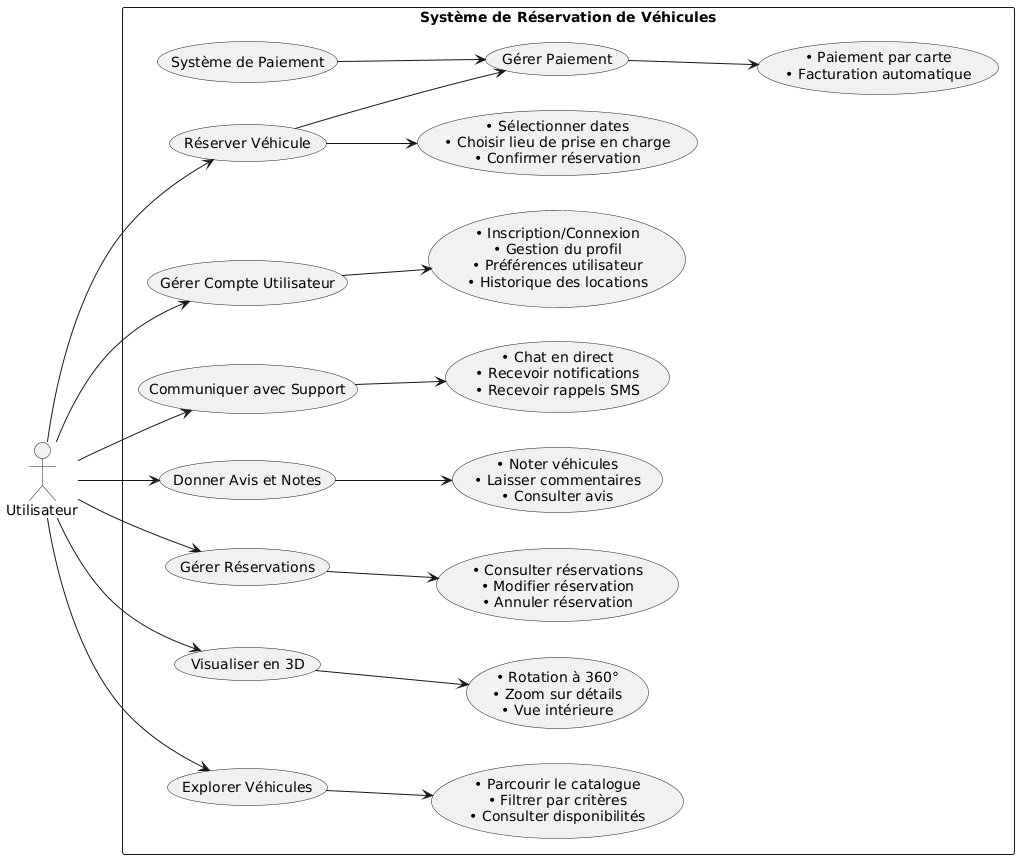 Système de Réservation de Véhicules
Système de Paiement
Gérer Paiement
• Paiement par carte
• Facturation automatique
Réserver Véhicule
• Sélectionner dates
• Choisir lieu de prise en charge
• Confirmer réservation
Gérer Compte Utilisateur
• Inscription/Connexion
• Gestion du profil
• Préférences utilisateur
• Historique des locations
Communiquer avec Support
• Chat en direct
• Recevoir notifications
• Recevoir rappels SMS
Utilisateur
Donner Avis et Notes
• Noter véhicules
• Laisser commentaires
• Consulter avis
Gérer Réservations
• Consulter réservations
• Modifier réservation
• Annuler réservation
Visualiser en 3D
• Rotation à 360°
• Zoom sur détails
• Vue intérieure
Explorer Véhicules
• Parcourir le catalogue
• Filtrer par critères
• Consulter disponibilités